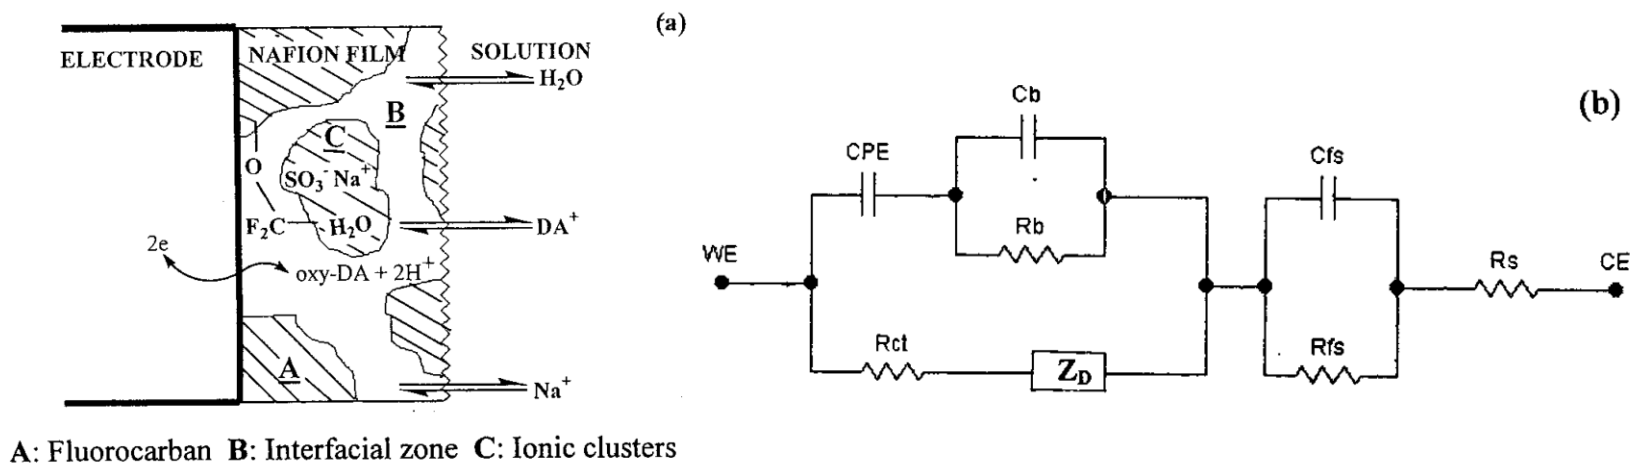 (a)
ELECTRODE
NAFION FILM
SOLUTION
H₂O
B
C
O
SO₃⁻ Na⁺
F₂C
H₂O
DA⁺
2e
oxy-DA + 2H⁺
A
Na⁺
A: Fluorocarban B: Interfacial zone C: Ionic clusters
(b)
Cb
CPE
Cfs
Rb
WE
Rs
CE
Rct
Z_D
Rfs